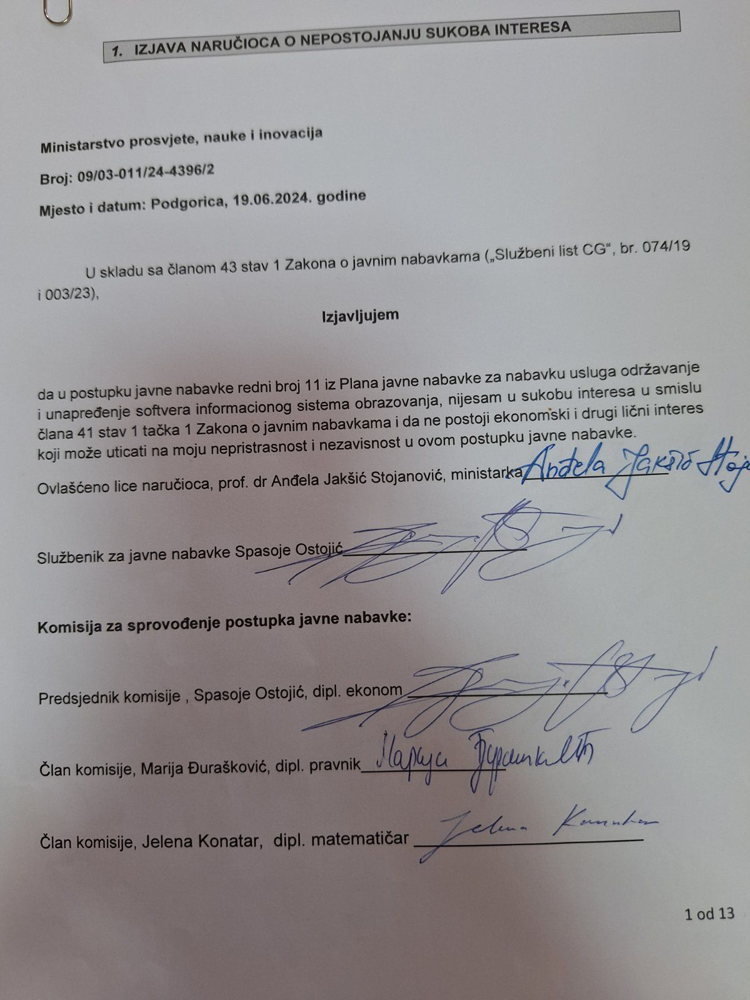 1. IZJAVA NARUČIOCA O NEPOSTOJANJU SUKOBA INTERESA
Ministarstvo prosvjete, nauke i inovacija
Broj: 09/03-011/24-4396/2
Mjesto i datum: Podgorica, 19.06.2024. godine
U skladu sa članom 43 stav 1 Zakona o javnim nabavkama („Službeni list CG“, br. 074/19
i 003/23),
Izjavljujem
da u postupku javne nabavke redni broj 11 iz Plana javne nabavke za nabavku usluga održavanje
i unapređenje softvera informacionog sistema obrazovanja, nijesam u sukobu interesa u smislu
člana 41 stav 1 tačka 1 Zakona o javnim nabavkama i da ne postoji ekonomski i drugi lični interes
koji može uticati na moju nepristrasnost i nezavisnost u ovom postupku javne nabavke.
Ovlašćeno lice naručioca, prof. dr Anđela Jakšić Stojanović, ministarka Anđela Jakšić Stoja
Službenik za javne nabavke Spasoje Ostojić
Komisija za sprovođenje postupka javne nabavke:
Predsjednik komisije , Spasoje Ostojić, dipl. ekonom
Član komisije, Marija Đurašković, dipl. pravnik Марија
Član komisije, Jelena Konatar, dipl. matematičar Jelena Konatar
1 od 13